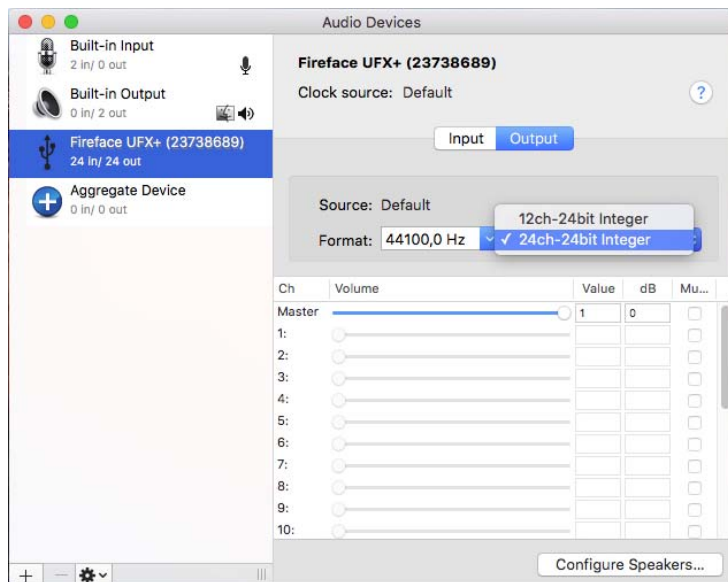 Audio Devices
Built-in Input
2 in/ 0 out
Built-in Output
0 in/ 2 out
Fireface UFX+ (23738689)
24 in/ 24 out
Aggregate Device
0 in/ 0 out
Fireface UFX+ (23738689)
Clock source: Default
?
Input Output
Source: Default
Format: 44100,0 Hz
12ch-24bit Integer
✓ 24ch-24bit Integer
Ch Volume Value dB Mu...
Master 1 0
1:
2:
3:
4:
5:
6:
7:
8:
9:
10:
Configure Speakers...